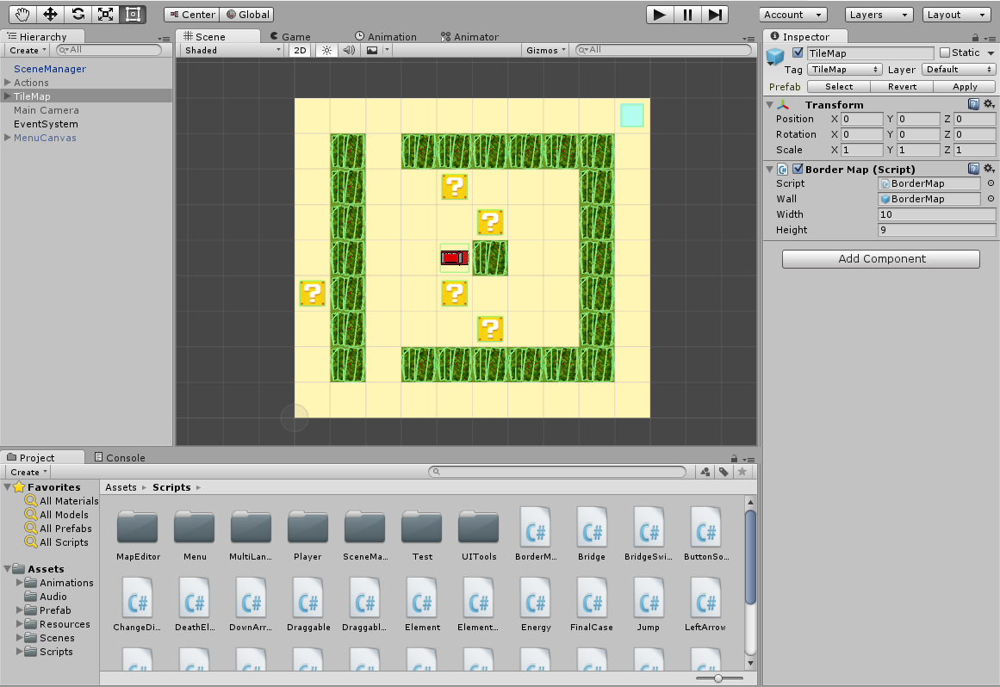 Center Global Account Layers Layout
Hierarchy
Create All
SceneManager
Actions
TileMap
Main Camera
EventSystem
MenuCanvas
Scene Game Animation Animator
Shaded 2D Gizmos All
?
?
?
?
?
Inspector
TileMap Static
Tag TileMap Layer Default
Prefab Select Revert Apply
Transform
Position X 0 Y 0 Z 0
Rotation X 0 Y 0 Z 0
Scale X 1 Y 1 Z 1
C# Border Map (Script)
Script BorderMap
Wall BorderMap
Width 10
Height 9
Add Component
Project Console
Create
Favorites
All Materials
All Models
All Prefabs
All Scripts
Assets
Animations
Audio
Prefab
Resources
Scenes
Scripts
Assets Scripts
C# C# C# C#
MapEditor Menu MultiLan... Player SceneMa... Test UITools BorderM... Bridge BridgeSwi... ButtonSo...
C# C# C# C# C# C# C# C# C# C# C#
ChangeDi... DeathEl... DownArr... Draggable Draggabl... Element Element... Energy FinalCase Jump LeftArrow
C# C# C# C# C# C# C# C# C# C# C#